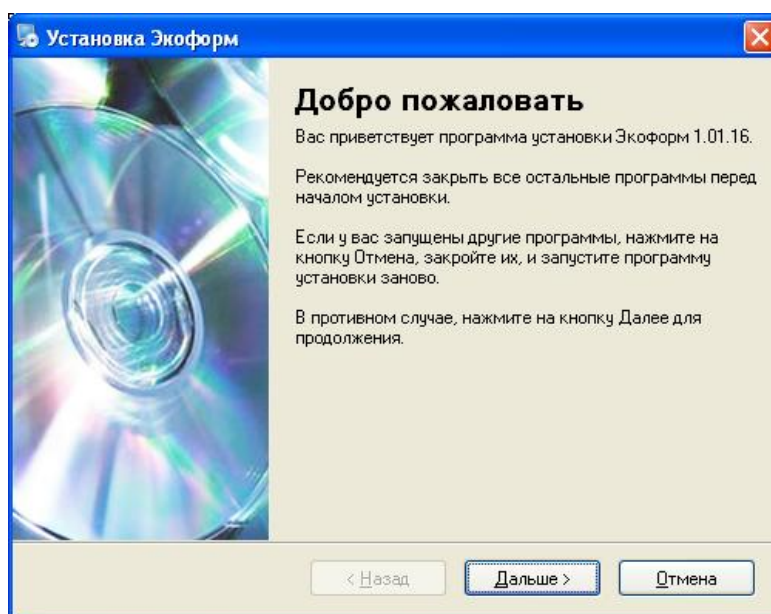 Установка Экоформ
Добро пожаловать
Вас приветствует программа установки Экоформ 1.01.16.
Рекомендуется закрыть все остальные программы перед
началом установки.
Если у вас запущены другие программы, нажмите на
кнопку Отмена, закройте их, и запустите программу
установки заново.
В противном случае, нажмите на кнопку Далее для
продолжения.
< Назад
Дальше >
Отмена